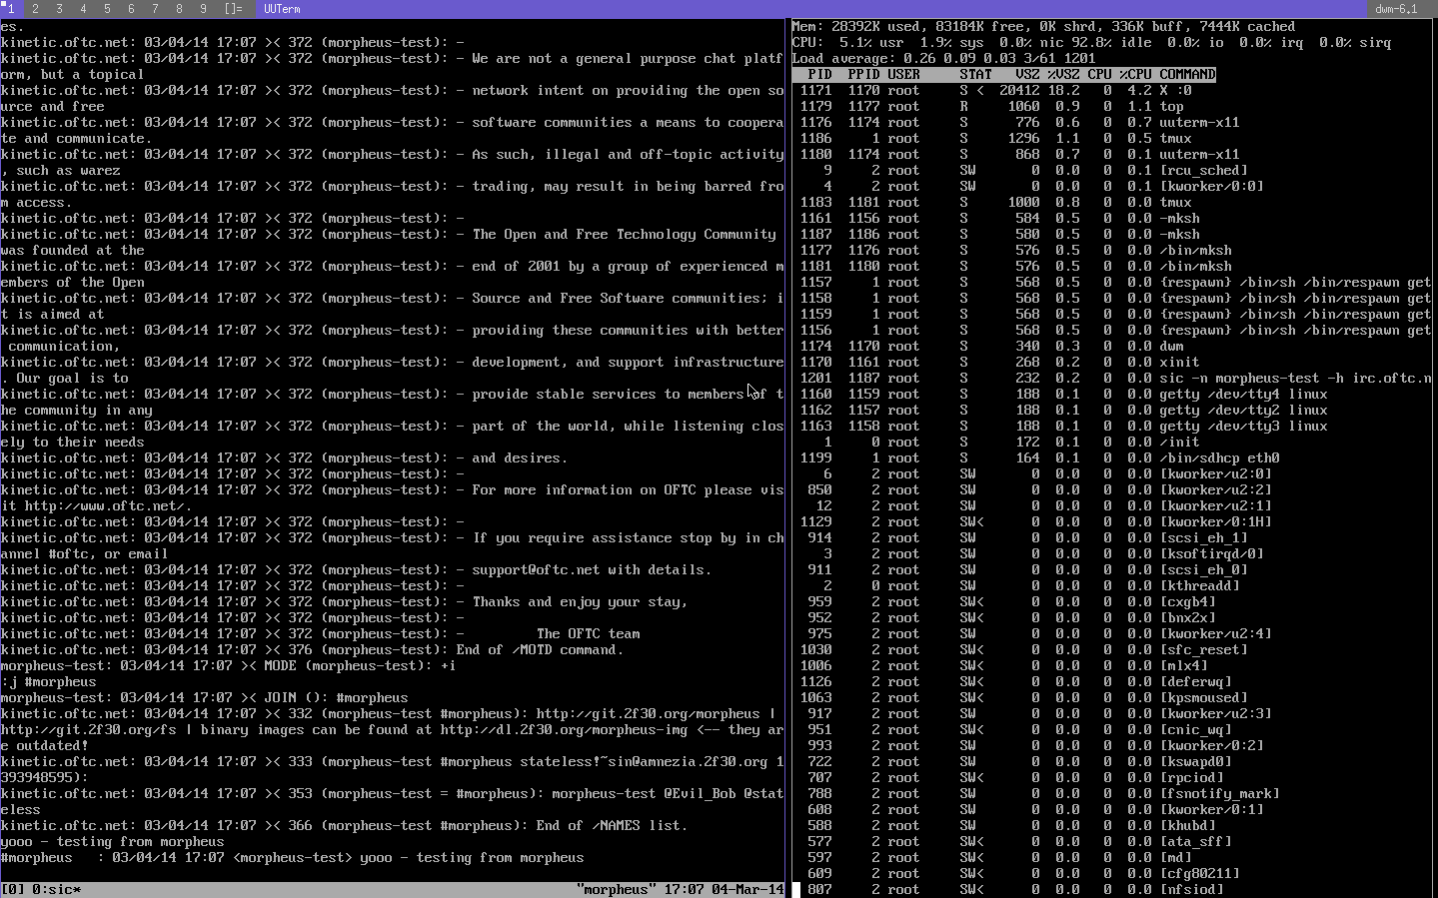 1 2 3 4 5 6 7 8 9 []= UUTerm dwm-6.1
es.
kinetic.oftc.net: 03/04/14 17:07 >< 372 (morpheus-test): -
kinetic.oftc.net: 03/04/14 17:07 >< 372 (morpheus-test): - We are not a general purpose chat platf
orm, but a topical
kinetic.oftc.net: 03/04/14 17:07 >< 372 (morpheus-test): - network intent on providing the open so
urce and free
kinetic.oftc.net: 03/04/14 17:07 >< 372 (morpheus-test): - software communities a means to coopera
te and communicate.
kinetic.oftc.net: 03/04/14 17:07 >< 372 (morpheus-test): - As such, illegal and off-topic activity
, such as warez
kinetic.oftc.net: 03/04/14 17:07 >< 372 (morpheus-test): - trading, may result in being barred fro
m access.
kinetic.oftc.net: 03/04/14 17:07 >< 372 (morpheus-test): -
kinetic.oftc.net: 03/04/14 17:07 >< 372 (morpheus-test): - The Open and Free Technology Community
was founded at the
kinetic.oftc.net: 03/04/14 17:07 >< 372 (morpheus-test): - end of 2001 by a group of experienced m
embers of the Open
kinetic.oftc.net: 03/04/14 17:07 >< 372 (morpheus-test): - Source and Free Software communities; i
t is aimed at
kinetic.oftc.net: 03/04/14 17:07 >< 372 (morpheus-test): - providing these communities with better
communication,
kinetic.oftc.net: 03/04/14 17:07 >< 372 (morpheus-test): - development, and support infrastructure
. Our goal is to
kinetic.oftc.net: 03/04/14 17:07 >< 372 (morpheus-test): - provide stable services to members of t
he community in any
kinetic.oftc.net: 03/04/14 17:07 >< 372 (morpheus-test): - part of the world, while listening clos
ely to their needs
kinetic.oftc.net: 03/04/14 17:07 >< 372 (morpheus-test): - and desires.
kinetic.oftc.net: 03/04/14 17:07 >< 372 (morpheus-test): -
kinetic.oftc.net: 03/04/14 17:07 >< 372 (morpheus-test): - For more information on OFTC please vis
it http://www.oftc.net/.
kinetic.oftc.net: 03/04/14 17:07 >< 372 (morpheus-test): -
kinetic.oftc.net: 03/04/14 17:07 >< 372 (morpheus-test): - If you require assistance stop by in ch
annel #oftc, or email
kinetic.oftc.net: 03/04/14 17:07 >< 372 (morpheus-test): - support@oftc.net with details.
kinetic.oftc.net: 03/04/14 17:07 >< 372 (morpheus-test): -
kinetic.oftc.net: 03/04/14 17:07 >< 372 (morpheus-test): - Thanks and enjoy your stay,
kinetic.oftc.net: 03/04/14 17:07 >< 372 (morpheus-test): -
kinetic.oftc.net: 03/04/14 17:07 >< 372 (morpheus-test): - The OFTC team
kinetic.oftc.net: 03/04/14 17:07 >< 376 (morpheus-test): End of /MOTD command.
morpheus-test: 03/04/14 17:07 >< MODE (morpheus-test): +i
:j #morpheus
morpheus-test: 03/04/14 17:07 >< JOIN (): #morpheus
kinetic.oftc.net: 03/04/14 17:07 >< 332 (morpheus-test #morpheus): http://git.2f30.org/morpheus |
http://git.2f30.org/fs | binary images can be found at http://dl.2f30.org/morpheus-img <-- they ar
e outdated!
kinetic.oftc.net: 03/04/14 17:07 >< 333 (morpheus-test #morpheus stateless!~sin@amnezia.2f30.org 1
393948595):
kinetic.oftc.net: 03/04/14 17:07 >< 353 (morpheus-test = #morpheus): morpheus-test @Evil_Bob @stat
eless
kinetic.oftc.net: 03/04/14 17:07 >< 366 (morpheus-test #morpheus): End of /NAMES list.
yooo - testing from morpheus
#morpheus : 03/04/14 17:07 <morpheus-test> yooo - testing from morpheus
[0] 0:sic* "morpheus" 17:07 04-Mar-14
Mem: 28392K used, 83184K free, 0K shrd, 336K buff, 7444K cached
CPU: 5.1% usr 1.9% sys 0.0% nic 92.8% idle 0.0% io 0.0% irq 0.0% sirq
Load average: 0.26 0.09 0.03 3/61 1201
PID PPID USER STAT VSZ %VSZ CPU %CPU COMMAND
1171 1170 root S < 20412 18.2 0 4.2 X :0
1179 1177 root R 1060 0.9 0 1.1 top
1176 1174 root S 776 0.6 0 0.7 uuterm-x11
1186 1 root S 1296 1.1 0 0.5 tmux
1180 1174 root S 868 0.7 0 0.1 uuterm-x11
9 2 root SW 0 0.0 0 0.1 [rcu_sched]
4 2 root SW 0 0.0 0 0.1 [kworker/0:0]
1183 1181 root S 1000 0.8 0 0.0 tmux
1161 1156 root S 584 0.5 0 0.0 -mksh
1187 1186 root S 580 0.5 0 0.0 -mksh
1177 1176 root S 576 0.5 0 0.0 /bin/mksh
1181 1180 root S 576 0.5 0 0.0 /bin/mksh
1157 1 root S 568 0.5 0 0.0 {respawn} /bin/sh /bin/respawn get
1158 1 root S 568 0.5 0 0.0 {respawn} /bin/sh /bin/respawn get
1159 1 root S 568 0.5 0 0.0 {respawn} /bin/sh /bin/respawn get
1156 1 root S 568 0.5 0 0.0 {respawn} /bin/sh /bin/respawn get
1174 1170 root S 340 0.3 0 0.0 dwm
1170 1161 root S 268 0.2 0 0.0 xinit
1201 1187 root S 232 0.2 0 0.0 sic -n morpheus-test -h irc.oftc.n
1160 1159 root S 188 0.1 0 0.0 getty /dev/tty4 linux
1162 1157 root S 188 0.1 0 0.0 getty /dev/tty2 linux
1163 1158 root S 188 0.1 0 0.0 getty /dev/tty3 linux
1 0 root S 172 0.1 0 0.0 /init
1199 1 root S 164 0.1 0 0.0 /bin/sdhcp eth0
6 2 root SW 0 0.0 0 0.0 [kworker/u2:0]
850 2 root SW 0 0.0 0 0.0 [kworker/u2:2]
12 2 root SW 0 0.0 0 0.0 [kworker/u2:1]
1129 2 root SW< 0 0.0 0 0.0 [kworker/0:1H]
914 2 root SW 0 0.0 0 0.0 [scsi_eh_1]
3 2 root SW 0 0.0 0 0.0 [ksoftirqd/0]
911 2 root SW 0 0.0 0 0.0 [scsi_eh_0]
2 0 root SW 0 0.0 0 0.0 [kthreadd]
959 2 root SW< 0 0.0 0 0.0 [cxgb4]
952 2 root SW< 0 0.0 0 0.0 [bnx2x]
975 2 root SW 0 0.0 0 0.0 [kworker/u2:4]
1030 2 root SW< 0 0.0 0 0.0 [sfc_reset]
1006 2 root SW< 0 0.0 0 0.0 [mlx4]
1126 2 root SW< 0 0.0 0 0.0 [deferwq]
1063 2 root SW< 0 0.0 0 0.0 [kpsmoused]
917 2 root SW 0 0.0 0 0.0 [kworker/u2:3]
951 2 root SW< 0 0.0 0 0.0 [cnic_wq]
993 2 root SW 0 0.0 0 0.0 [kworker/0:2]
722 2 root SW 0 0.0 0 0.0 [kswapd0]
707 2 root SW< 0 0.0 0 0.0 [rpciod]
788 2 root SW 0 0.0 0 0.0 [fsnotify_mark]
608 2 root SW 0 0.0 0 0.0 [kworker/0:1]
588 2 root SW 0 0.0 0 0.0 [khubd]
577 2 root SW< 0 0.0 0 0.0 [ata_sff]
597 2 root SW< 0 0.0 0 0.0 [md]
609 2 root SW< 0 0.0 0 0.0 [cfg80211]
807 2 root SW< 0 0.0 0 0.0 [nfsiod]